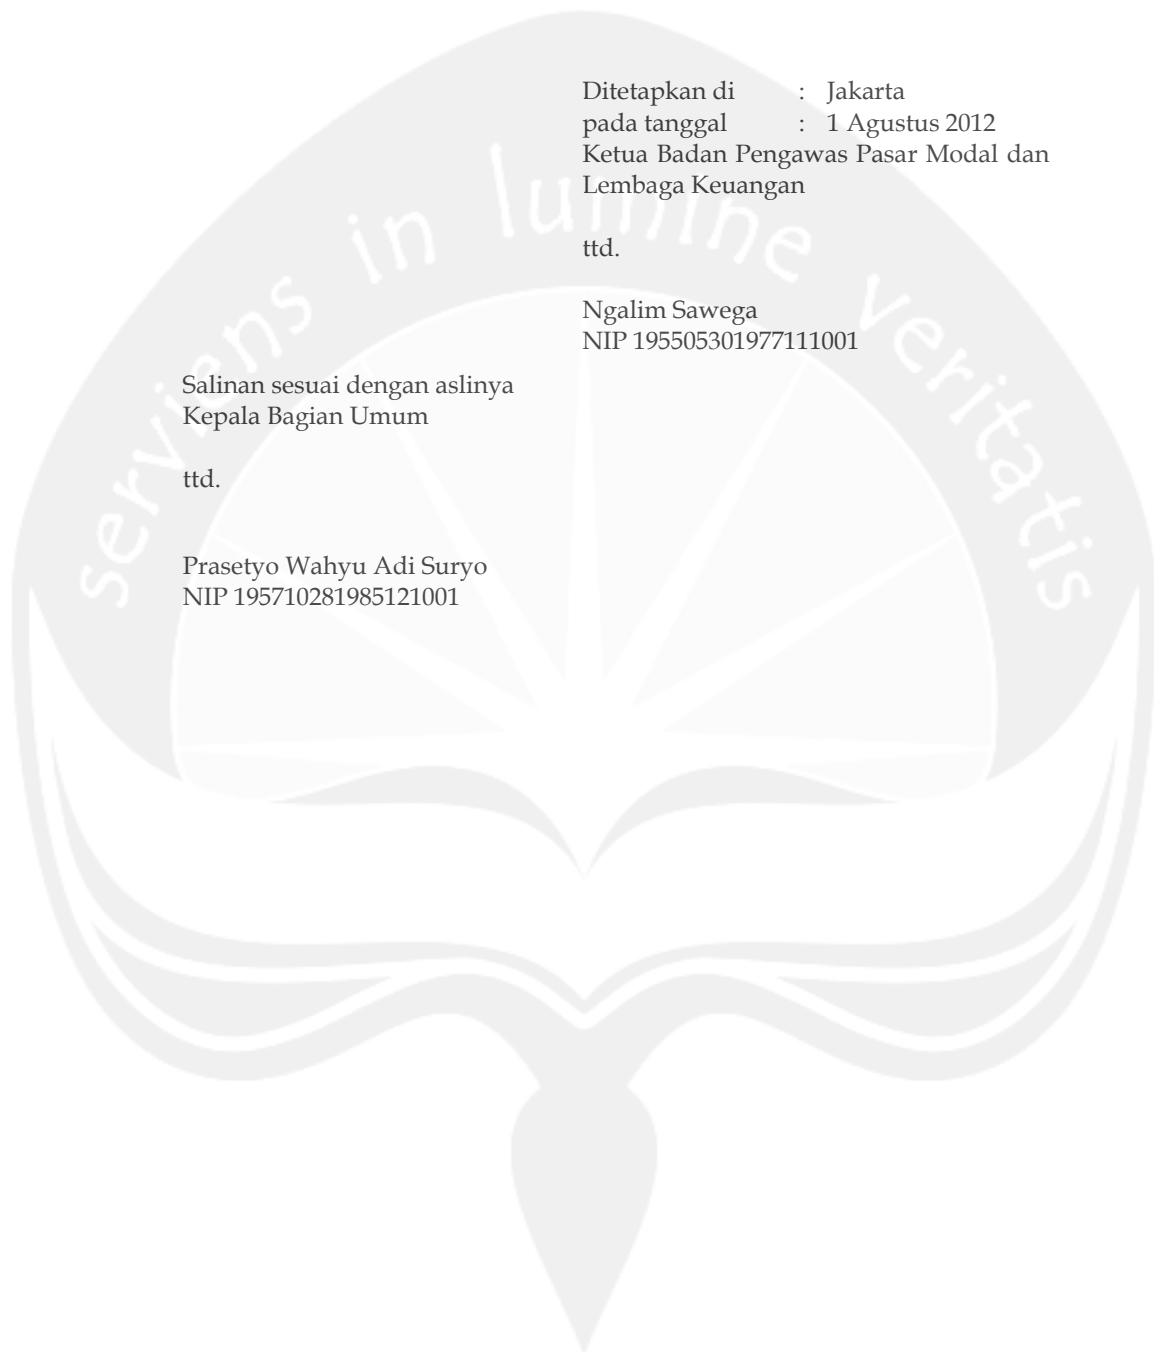 Ditetapkan di : Jakarta
pada tanggal : 1 Agustus 2012
Ketua Badan Pengawas Pasar Modal dan
Lembaga Keuangan
ttd.
Ngalim Sawega
NIP 195505301977111001
Salinan sesuai dengan aslinya
Kepala Bagian Umum
ttd.
Prasetyo Wahyu Adi Suryo
NIP 195710281985121001
serviens in lumine veritatis